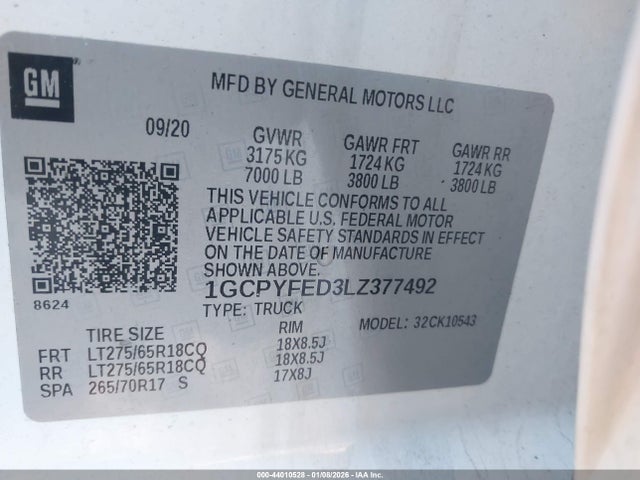 GM
MFD BY GENERAL MOTORS LLC
09/20 GVWR GAWR FRT GAWR RR
3175 KG 1724 KG 1724 KG
7000 LB 3800 LB 3800 LB
THIS VEHICLE CONFORMS TO ALL
APPLICABLE U.S. FEDERAL MOTOR
VEHICLE SAFETY STANDARDS IN EFFECT
ON THE DATE OF MANUFACTURE
SHOWN ABOVE.
8624
1GCPYFED3LZ377492
TYPE: TRUCK MODEL: 32CK10543
TIRE SIZE RIM
FRT LT275/65R18CQ 18X8.5J
RR LT275/65R18CQ 18X8.5J
SPA 265/70R17 S 17X8J
000-44010528 - 01/08/2026 - IAA Inc.